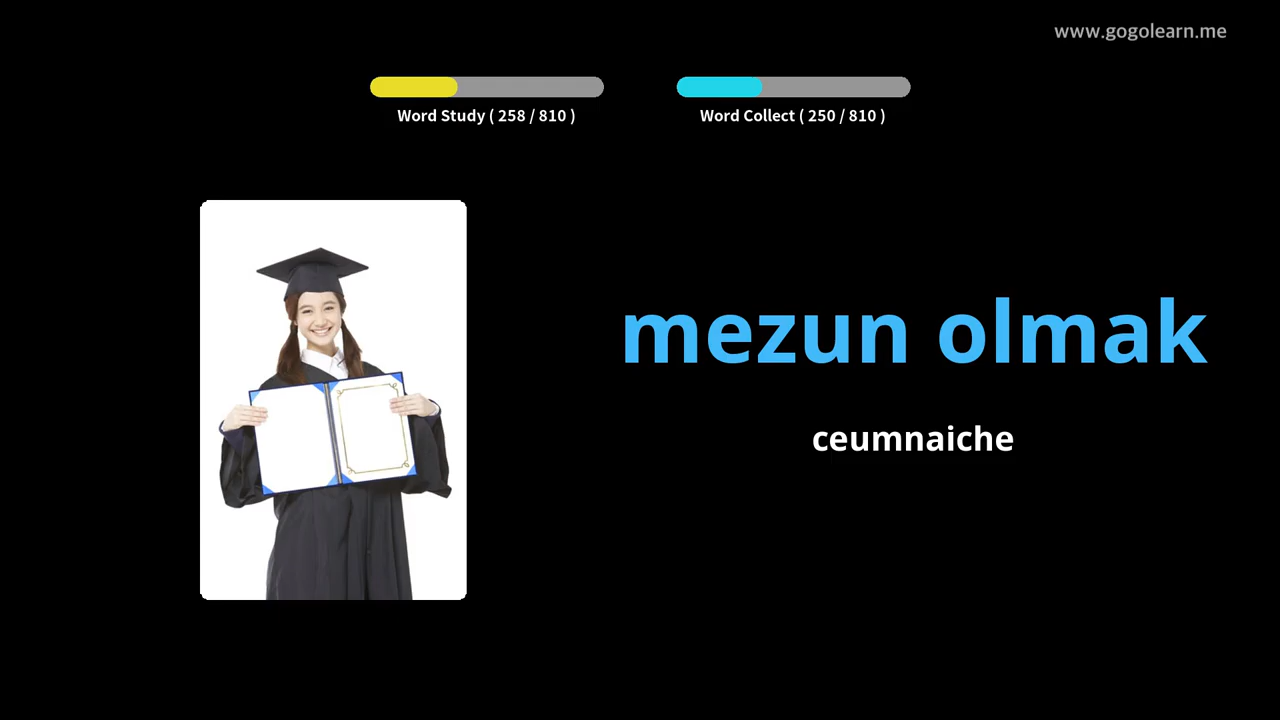 www.gogolearn.me
Word Study ( 258 / 810 )
Word Collect ( 250 / 810 )
mezun olmak
ceumnaiche